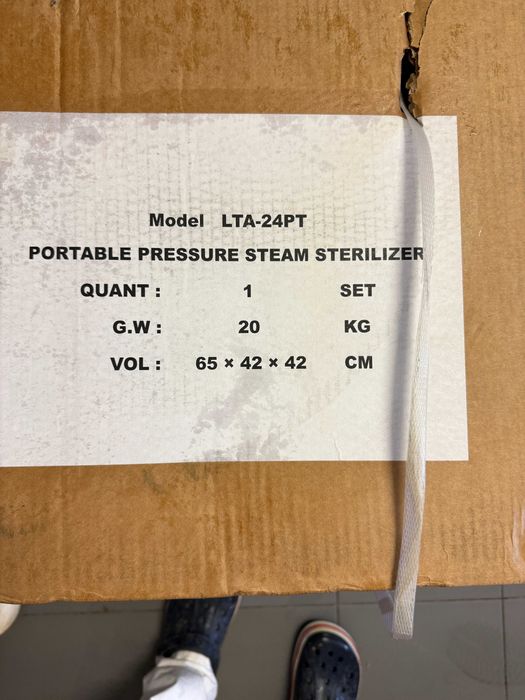 Model LTA-24PT
PORTABLE PRESSURE STEAM STERILIZER
QUANT : 1 SET
G.W : 20 KG
VOL : 65 × 42 × 42 CM